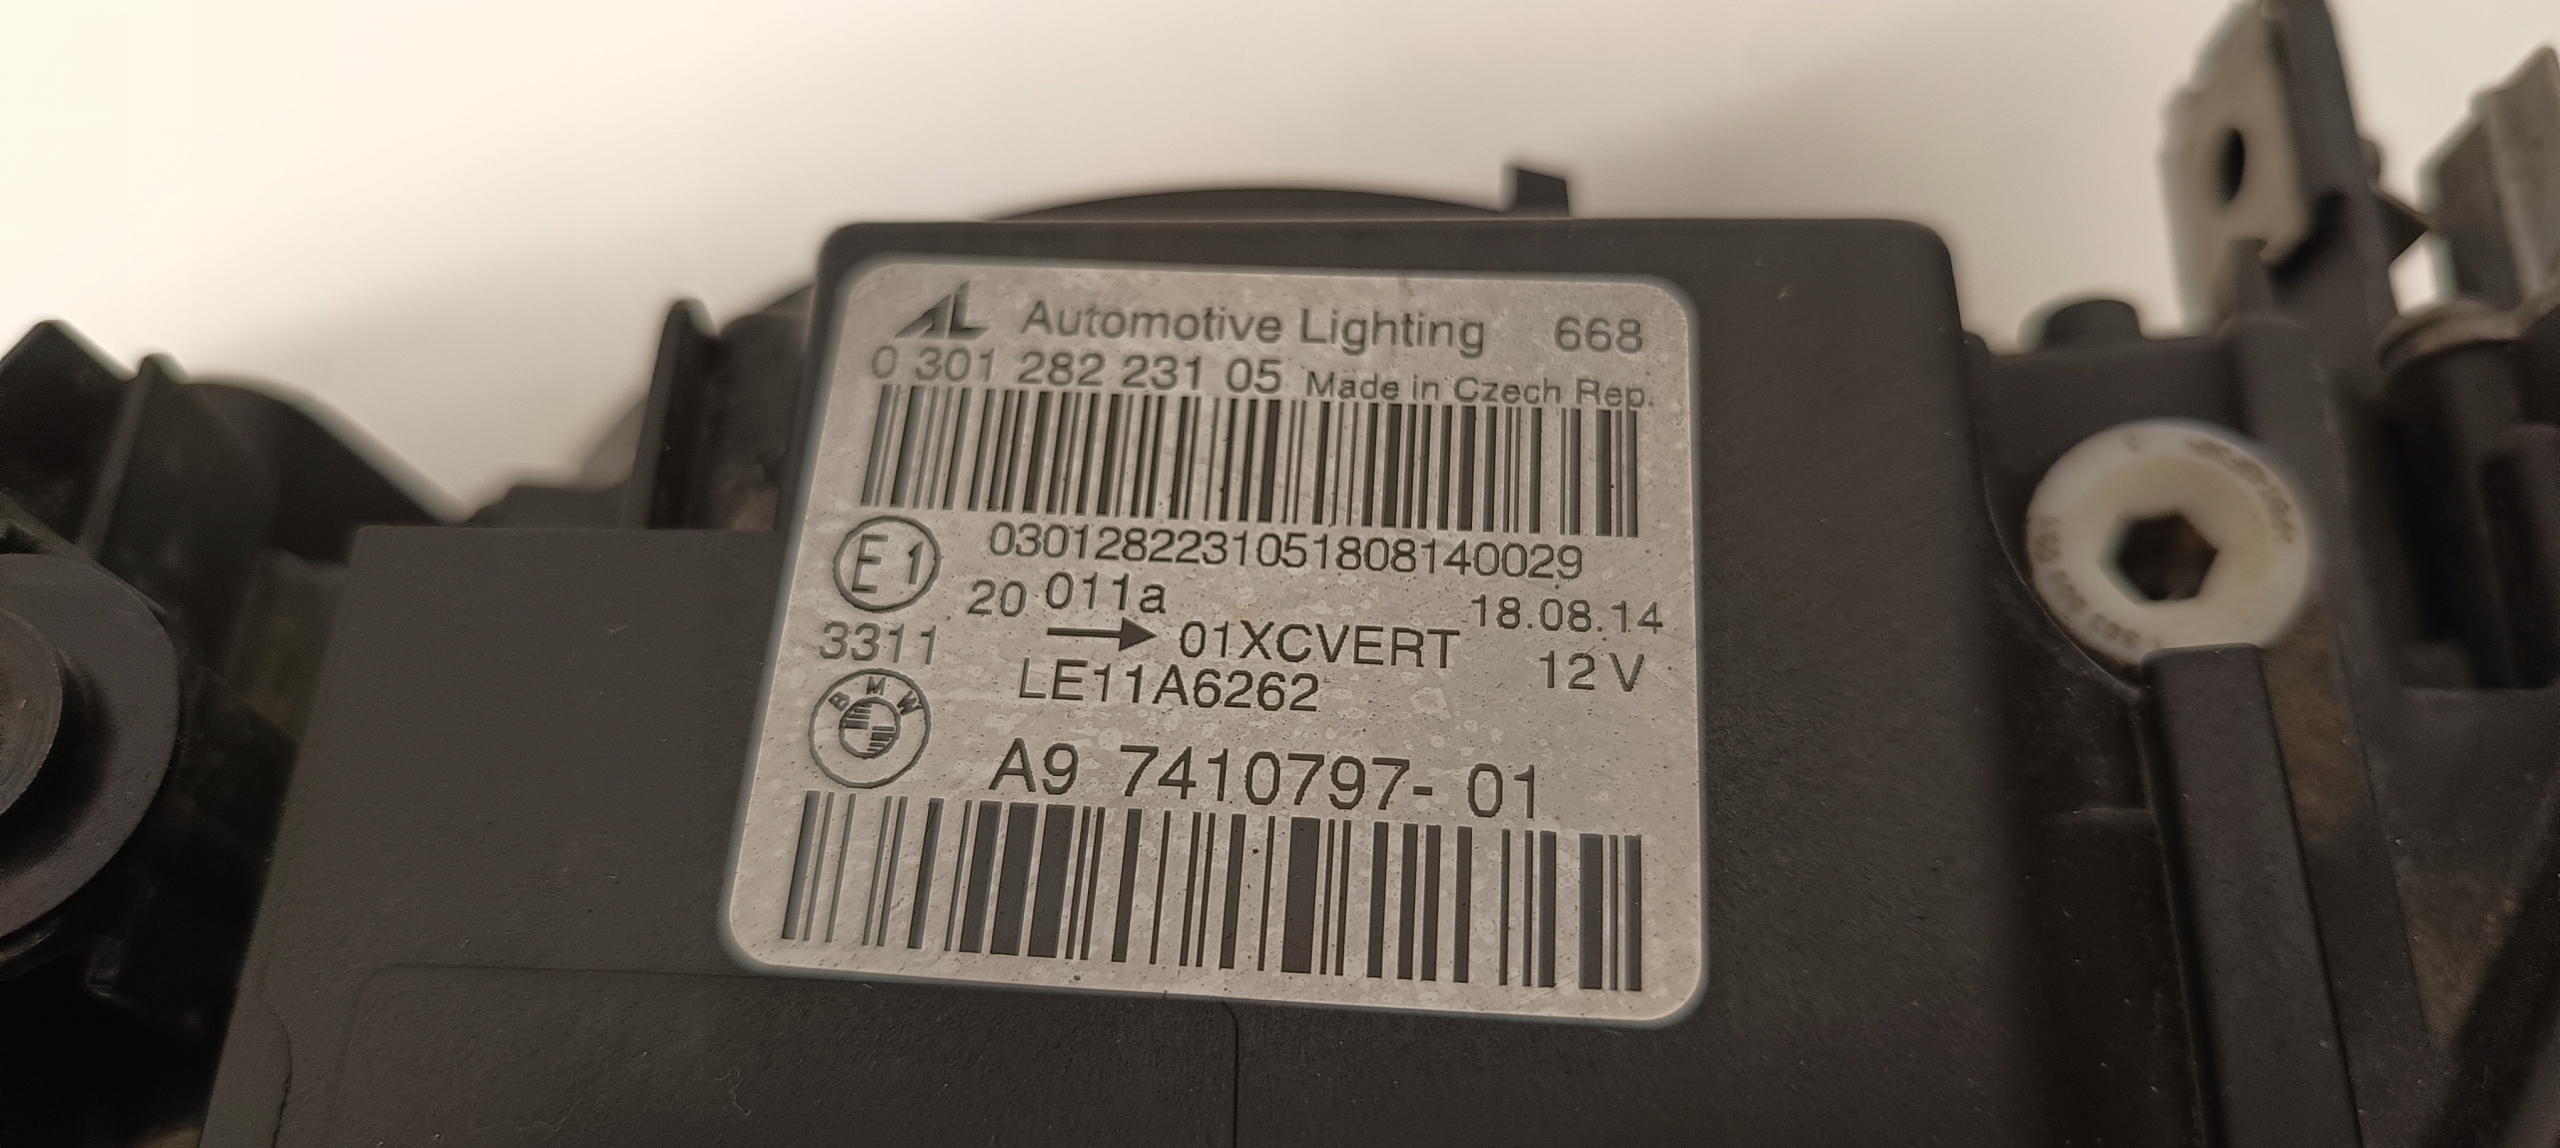 AL Automotive Lighting 668
0 301 282 231 05 Made in Czech Rep.
0301282231051808140029
E1
20 011a 18.08.14
3311 → 01XCVERT 12 V
LE11A6262
BMW
A9 7410797- 01